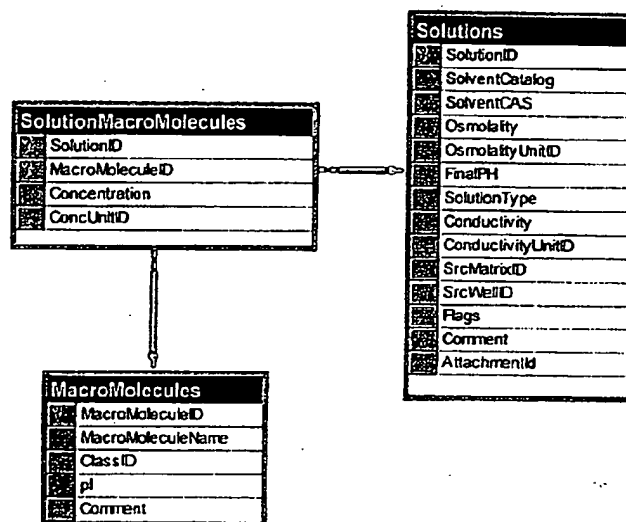 SolutionMacroMolecules
SolutionID
MacroMoleculeID
Concentration
ConcUnitID
Solutions
SolutionID
SolventCatalog
SolventCAS
Osmolality
OsmolalityUnitID
FinalPH
SolutionType
Conductivity
ConductivityUnitID
SrcMatrixID
SrcWellID
Flags
Comment
AttachmentId
MacroMolecules
MacroMoleculeID
MacroMoleculeName
ClassID
pI
Comment